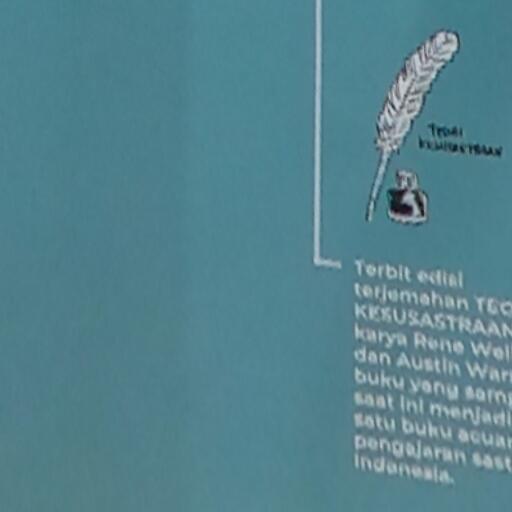 TEORI
KESUSASTRAAN
Terbit edisi
terjemahan TEO
KESUSASTRAAN
karya Rene Wel
dan Austin War
buku yang samp
saat ini menjadi
satu buku acuan
pengajaran sast
Indonesia.